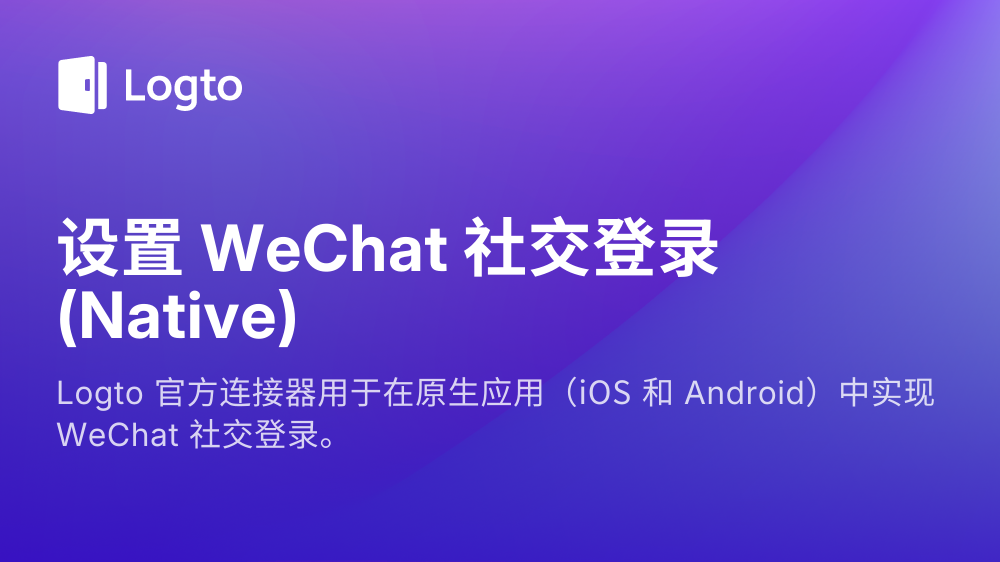 Logto
设置 WeChat 社交登录
(Native)
Logto 官方连接器用于在原生应用（iOS 和 Android）中实现
WeChat 社交登录。